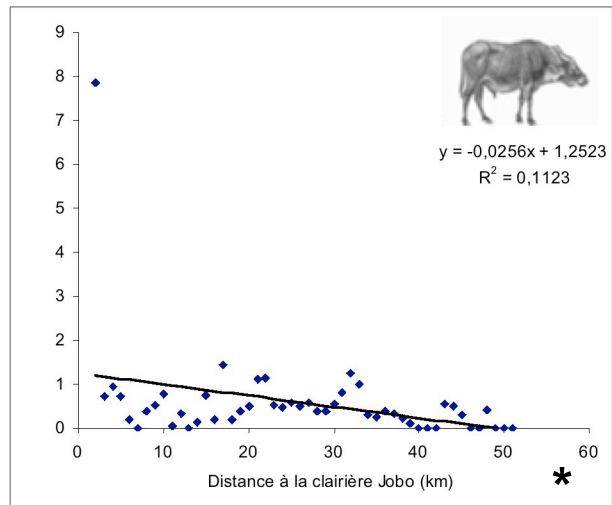 9
8
7
6
5
4
3
2
1
0
y = -0,0256x + 1,2523
R² = 0,1123
0 10 20 30 40 50 60
Distance à la clairière Jobo (km)
*